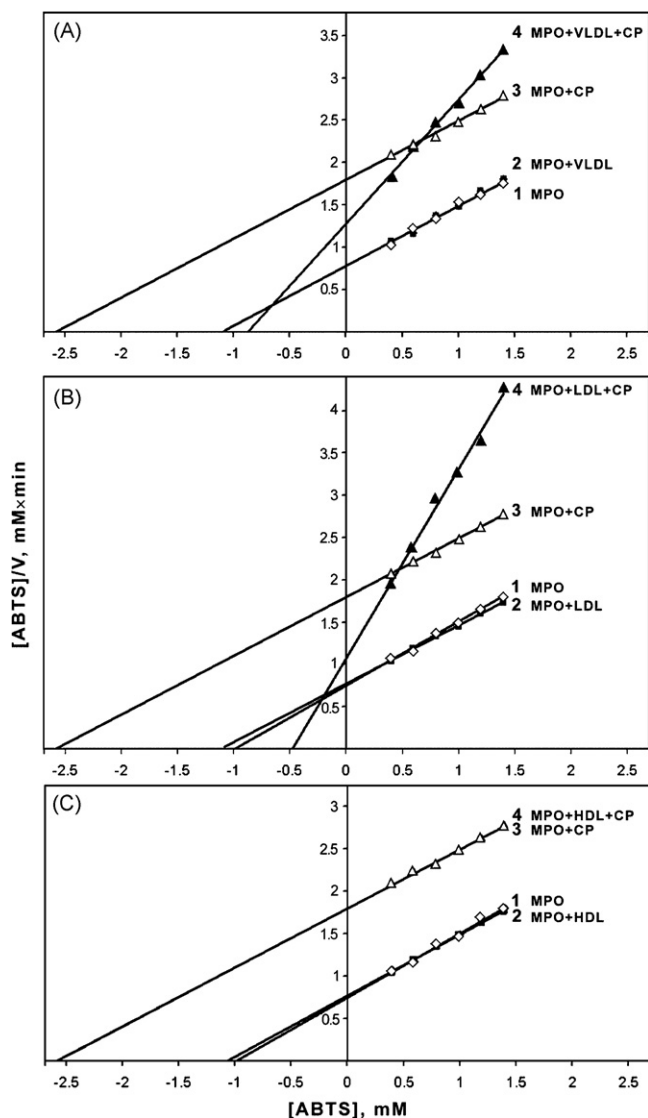 (A)
3.5
3
2.5
2
1.5
1
0.5
4 MPO+VLDL+CP
3 MPO+CP
2 MPO+VLDL
1 MPO
-2.5 -2 -1.5 -1 -0.5 0 0.5 1 1.5 2 2.5
(B)
4
3.5
3
2.5
2
1.5
1
0.5
4 MPO+LDL+CP
3 MPO+CP
1 MPO
2 MPO+LDL
-2.5 -2 -1.5 -1 -0.5 0 0.5 1 1.5 2 2.5
[ABTS]/V, mM×min
(C)
3
2.5
2
1.5
1
0.5
4 MPO+HDL+CP
3 MPO+CP
1 MPO
2 MPO+HDL
-2.5 -2 -1.5 -1 -0.5 0 0.5 1 1.5 2 2.5
[ABTS], mM